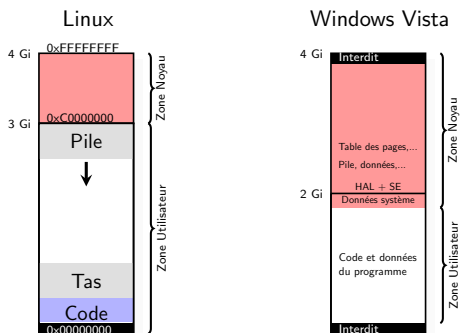 Linux
4 Gi
0xFFFFFFFF
0xC0000000
3 Gi
Pile
Tas
Code
0x00000000
Zone Noyau
Zone Utilisateur
Windows Vista
4 Gi
Interdit
Table des pages,...
Pile, données,...
HAL + SE
2 Gi
Données système
Code et données
du programme
Interdit
Zone Noyau
Zone Utilisateur